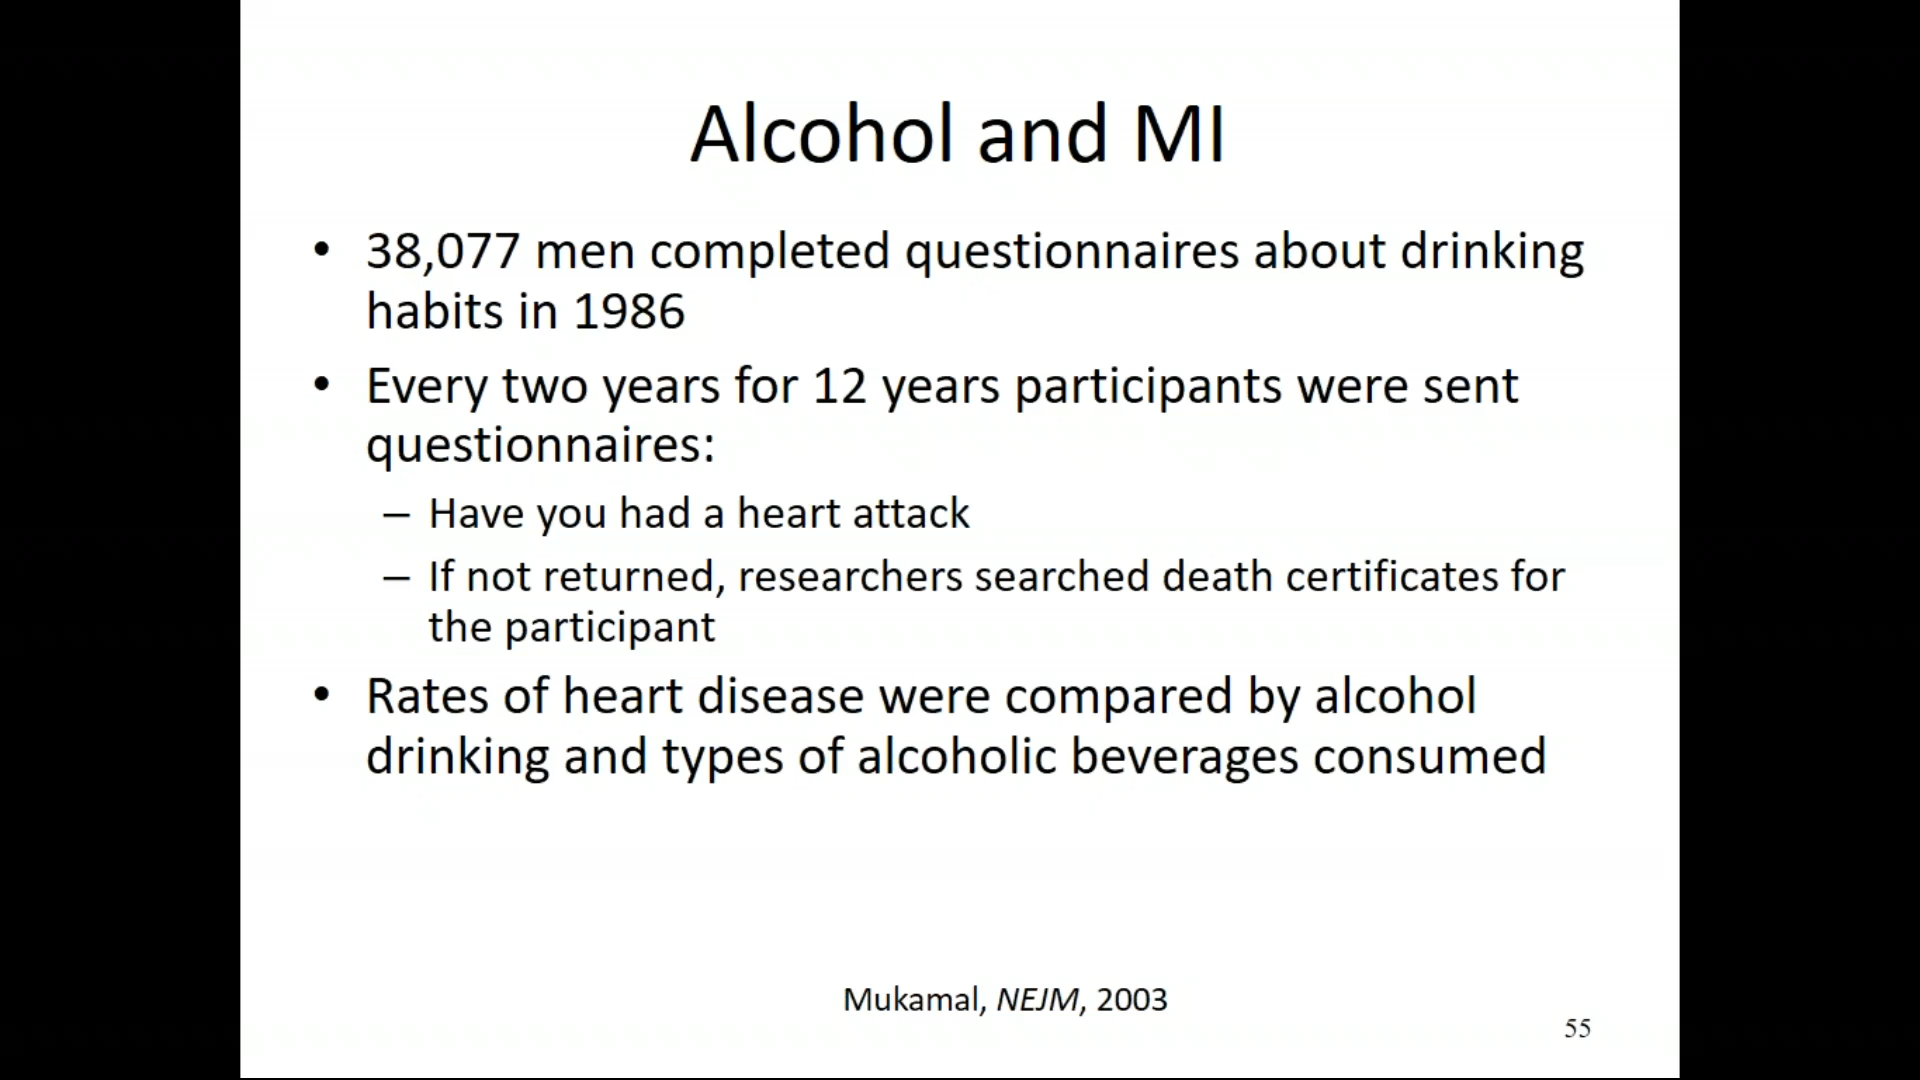 Alcohol and MI
• 38,077 men completed questionnaires about drinking
habits in 1986
• Every two years for 12 years participants were sent
questionnaires:
– Have you had a heart attack
– If not returned, researchers searched death certificates for
the participant
• Rates of heart disease were compared by alcohol
drinking and types of alcoholic beverages consumed
Mukamal, NEJM, 2003
55